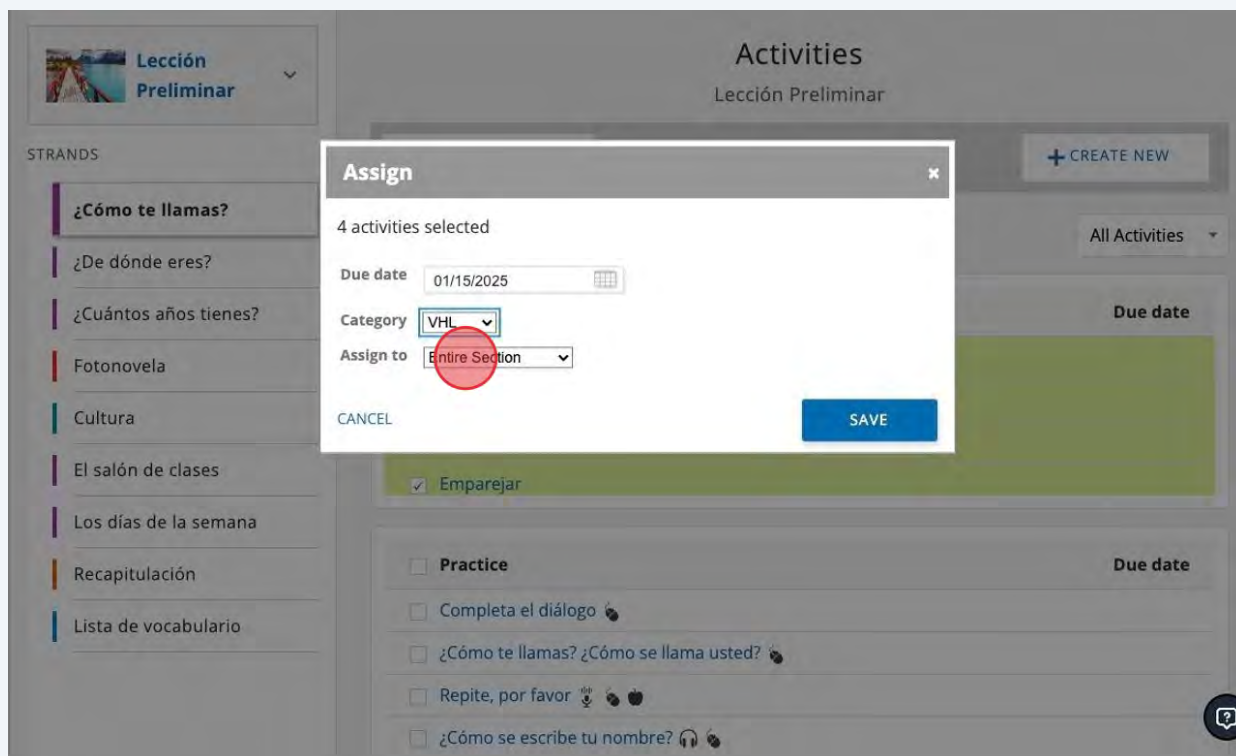 Lección
Preliminar
STRANDS
¿Cómo te llamas?
¿De dónde eres?
¿Cuántos años tienes?
Fotonovela
Cultura
El salón de clases
Los días de la semana
Recapitulación
Lista de vocabulario
Activities
Lección Preliminar
+ CREATE NEW
All Activities
Due date
Assign
4 activities selected
Due date 01/15/2025
Category VHL
Assign to Entire Section
CANCEL SAVE
Emparejar
Practice Due date
Completa el diálogo
¿Cómo te llamas? ¿Cómo se llama usted?
Repite, por favor
¿Cómo se escribe tu nombre?